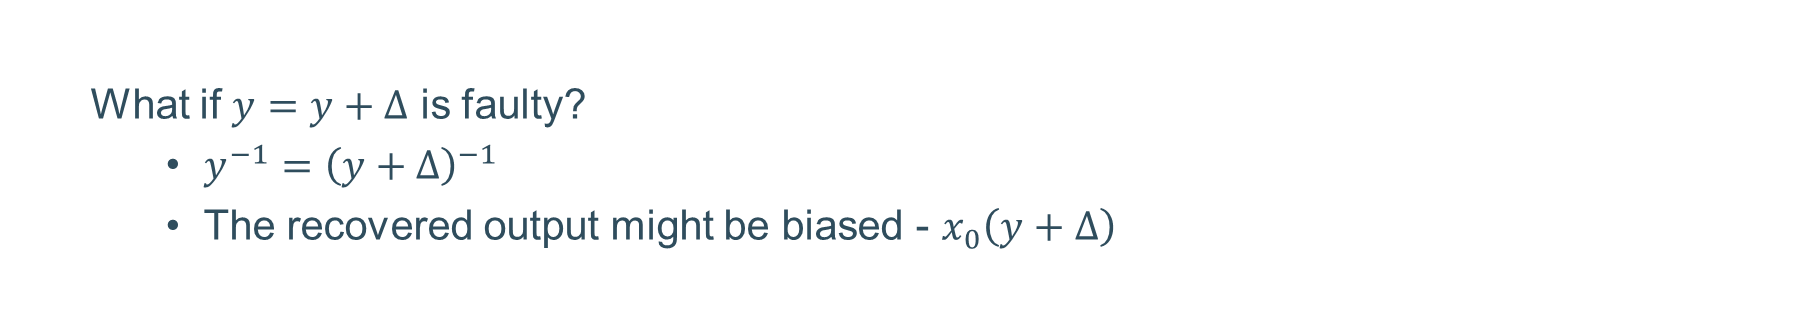 What if 𝑦 = 𝑦 + Δ is faulty?
• 𝑦⁻¹ = (𝑦 + Δ)⁻¹
• The recovered output might be biased - 𝑥₀(𝑦 + Δ)